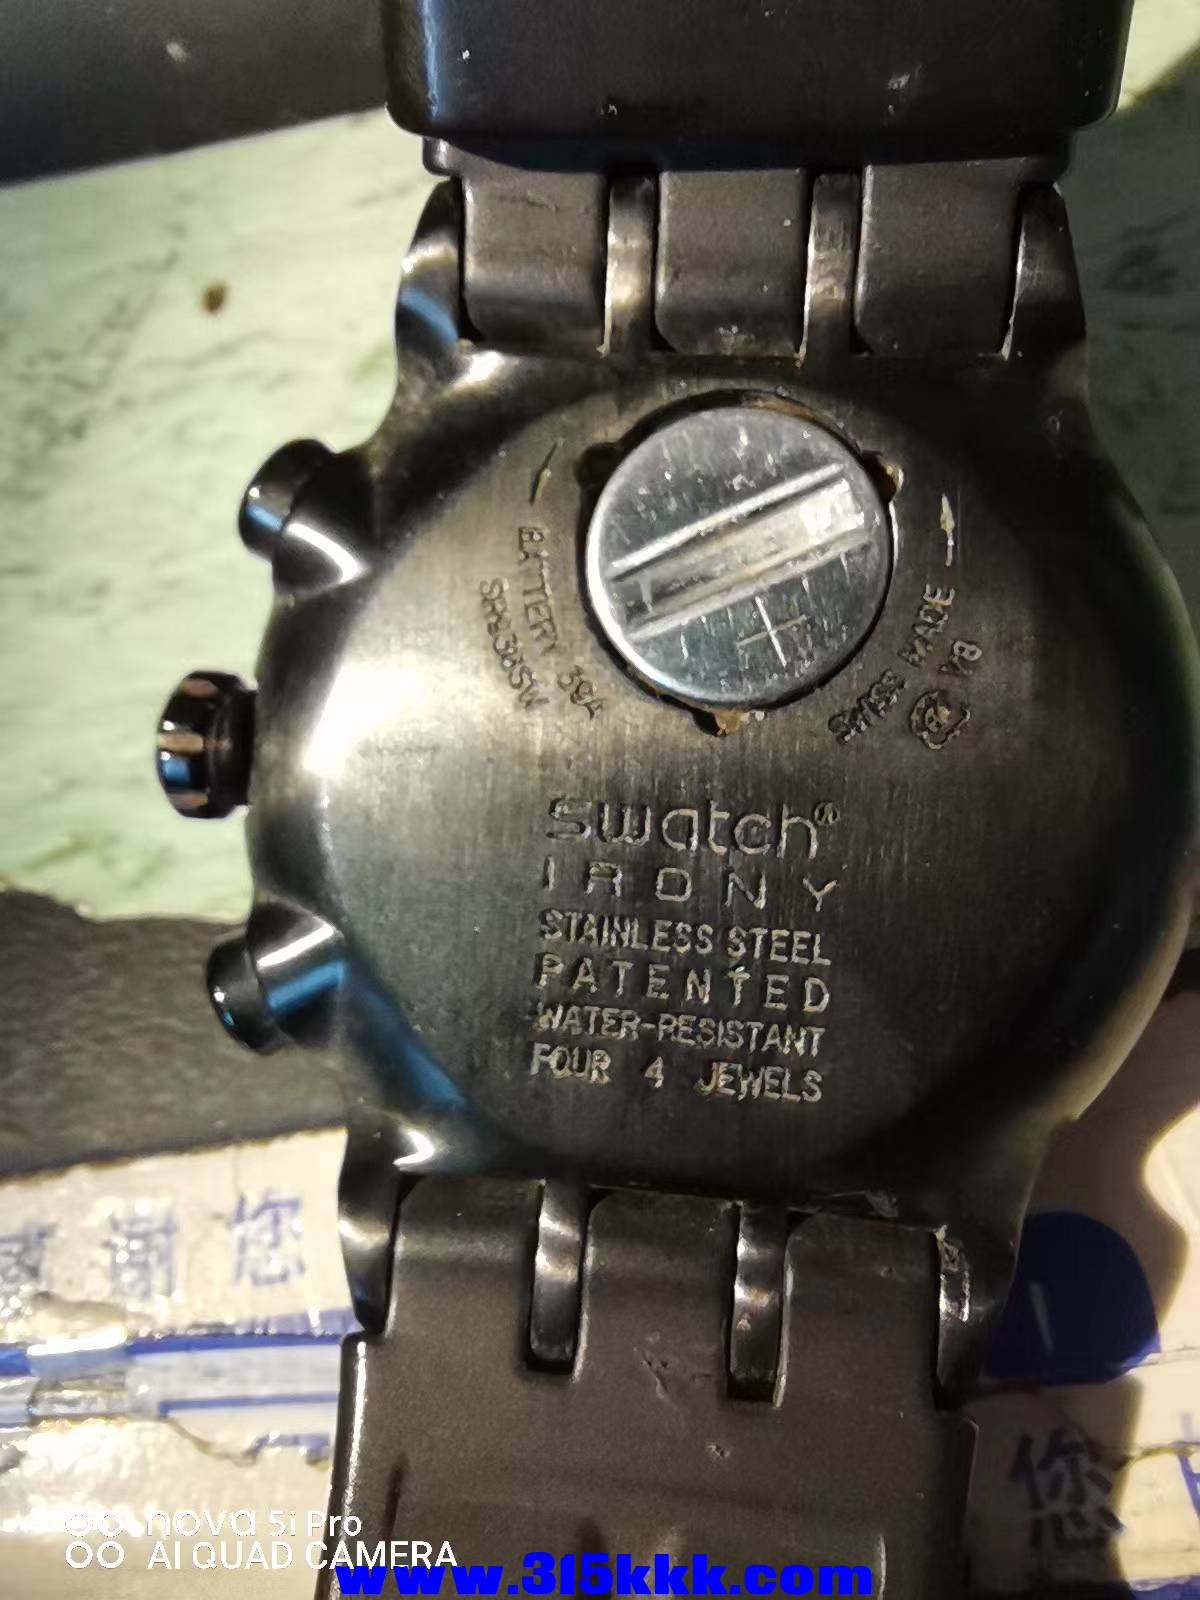 BATTERY 394
SR936SW
SWISS MADE
V8
swatch®
IRONY
STAINLESS STEEL
PATENTED
WATER-RESISTANT
FOUR 4 JEWELS
感谢您
您
nova 5i Pro
AI QUAD CAMERA
www.315kkk.com